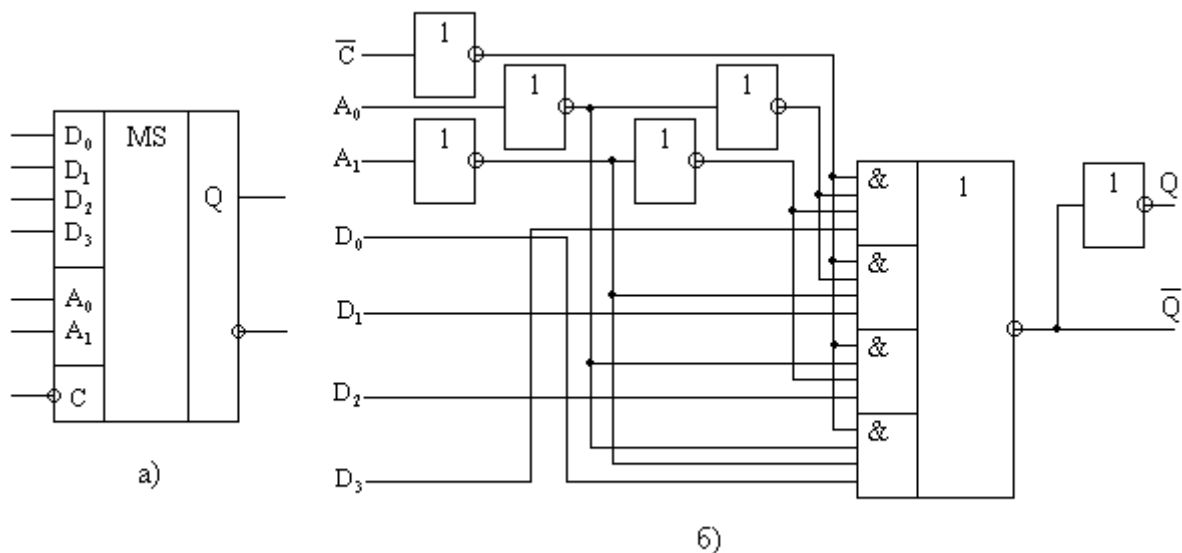 D₀ MS
D₁
D₂ Q
D₃
A₀
A₁
C
а)
C̅ 1
A₀ 1 1
A₁ 1 1
D₀
D₁
D₂
D₃
& 1
&
&
&
1 Q
Q̅
б)